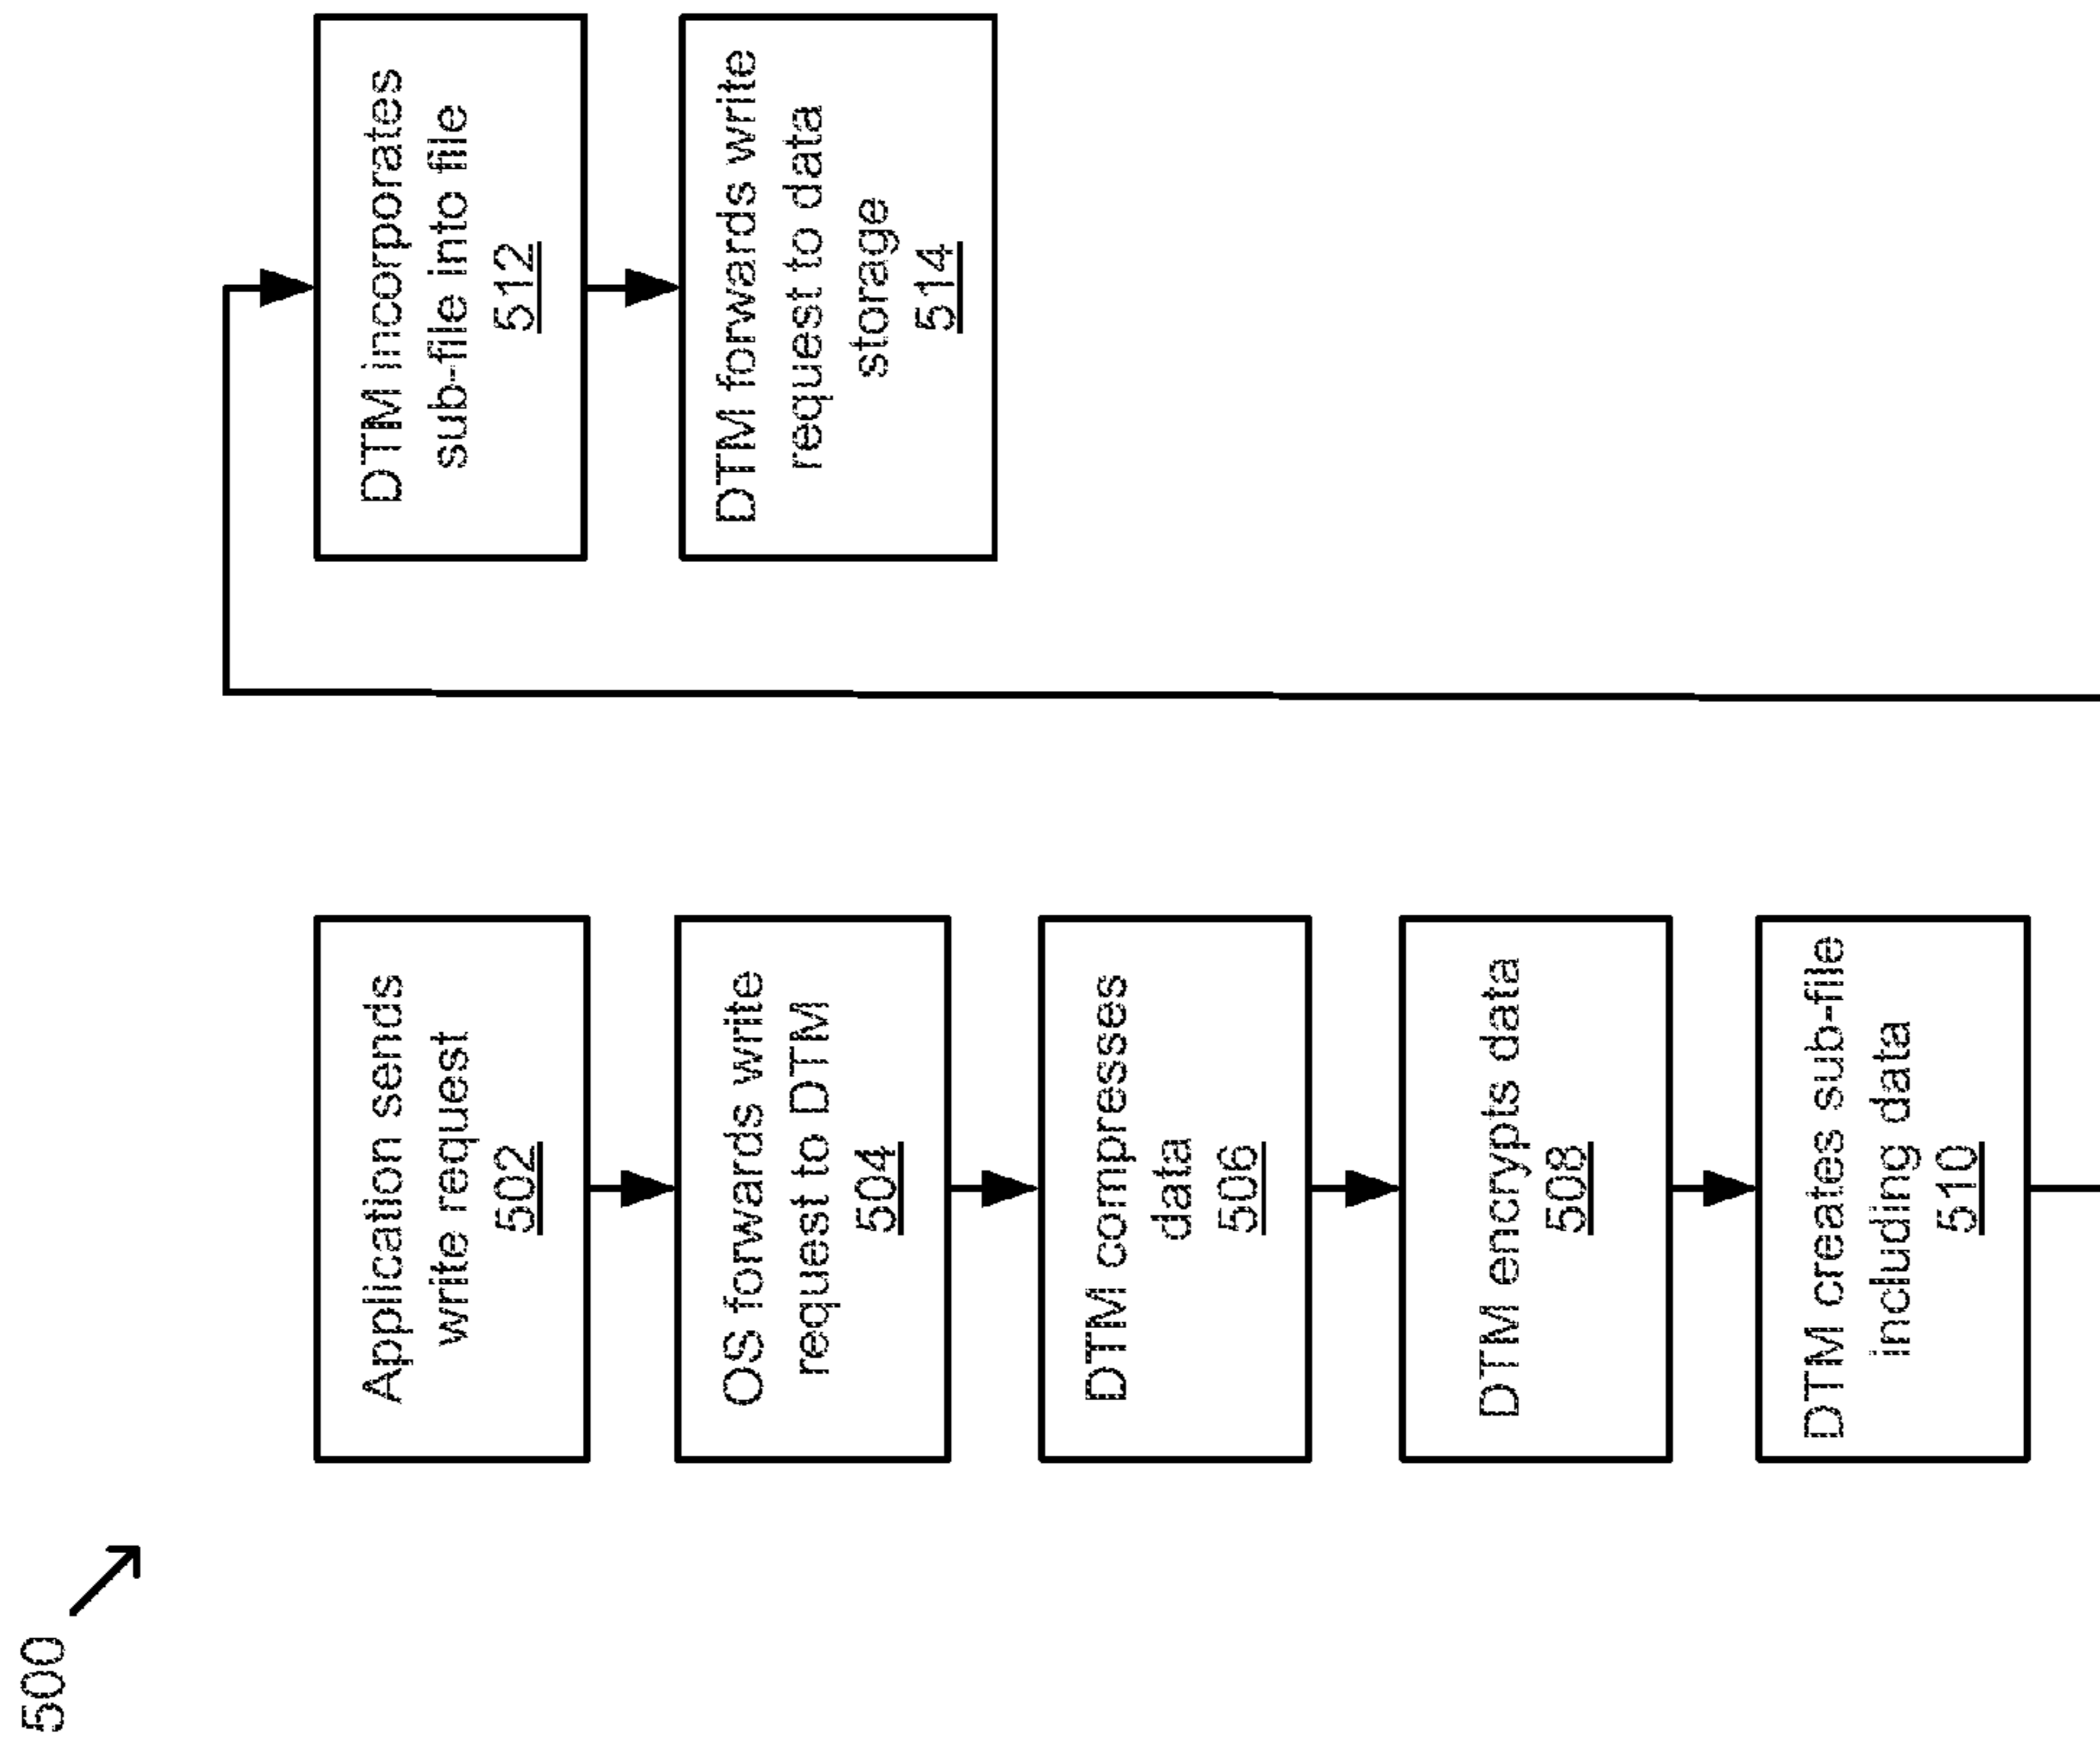 500
Application sends
write request
502
OS forwards write
request to DTM
504
DTM compresses
data
506
DTM encrypts data
508
DTM creates sub-file
including data
510
DTM incorporates
sub-file into file
512
DTM forwards write
request to data
storage
514